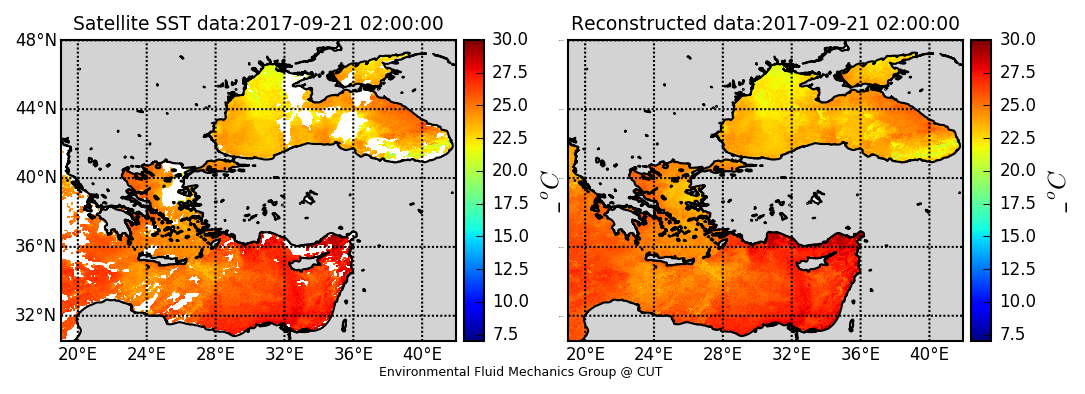 Satellite SST data:2017-09-21 02:00:00
48°N
44°N
40°N
36°N
32°N
20°E 24°E 28°E 32°E 36°E 40°E
30.0
27.5
25.0
22.5
20.0
17.5
15.0
12.5
10.0
7.5
_ °C
Reconstructed data:2017-09-21 02:00:00
20°E 24°E 28°E 32°E 36°E 40°E
30.0
27.5
25.0
22.5
20.0
17.5
15.0
12.5
10.0
7.5
_ °C
Environmental Fluid Mechanics Group @ CUT